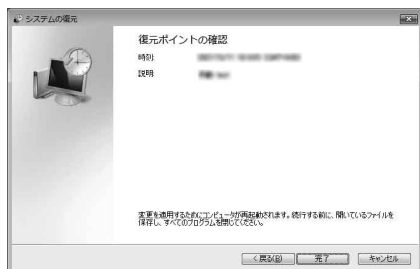 システムの復元
復元ポイントの確認
時刻:
説明:
変更を適用するためにコンピュータが再起動されます。続行する前に、開いているファイルを
保存し、すべてのプログラムを閉じてください。
< 戻る(B)
完了
キャンセル